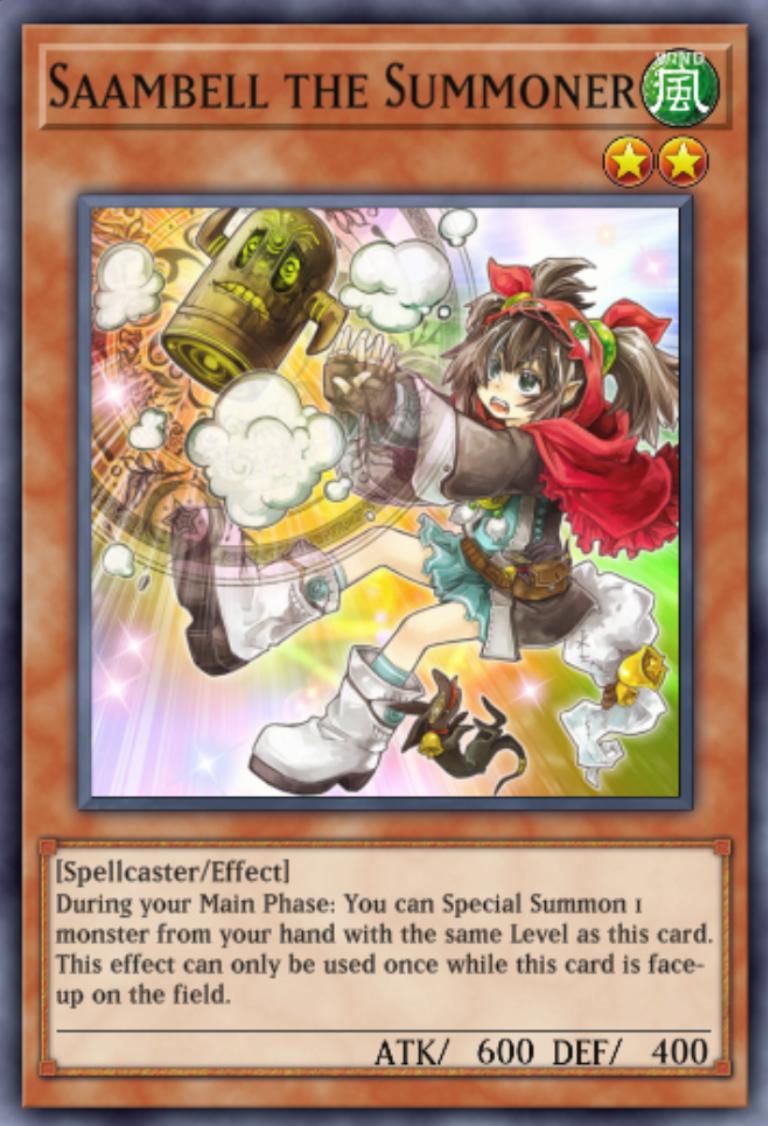 Saambell the Summoner
WIND
風
[Spellcaster/Effect]
During your Main Phase: You can Special Summon 1
monster from your hand with the same Level as this card.
This effect can only be used once while this card is face-
up on the field.
ATK/ 600 DEF/ 400